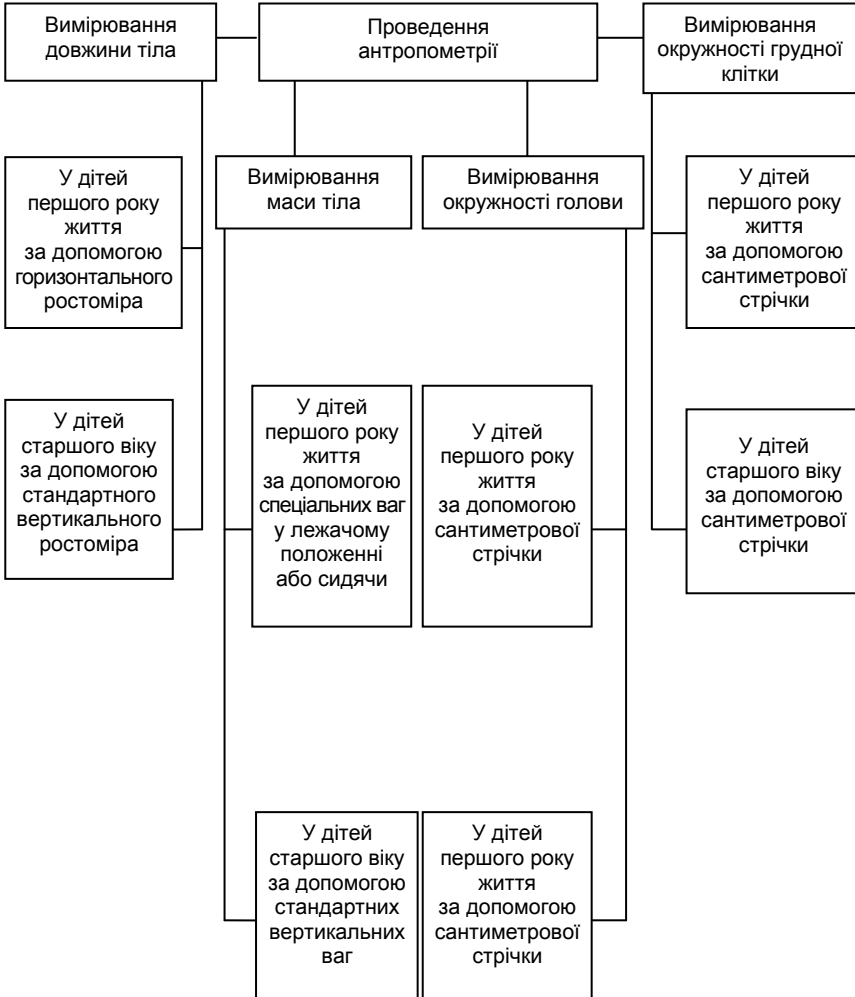 Вимірювання
довжини тіла
Проведення
антропометрії
Вимірювання
окружності грудної
клітки
У дітей
першого року
життя
за допомогою
горизонтального
ростоміра
Вимірювання
маси тіла
Вимірювання
окружності голови
У дітей
першого року
життя
за допомогою
сантиметрової
стрічки
У дітей
старшого віку
за допомогою
стандартного
вертикального
ростоміра
У дітей
першого року
життя
за допомогою
спеціальних ваг
у лежачому
положенні
або сидячи
У дітей
першого року
життя
за допомогою
сантиметрової
стрічки
У дітей
старшого віку
за допомогою
сантиметрової
стрічки
У дітей
старшого віку
за допомогою
стандартних
вертикальних
ваг
У дітей
першого року
життя
за допомогою
сантиметрової
стрічки